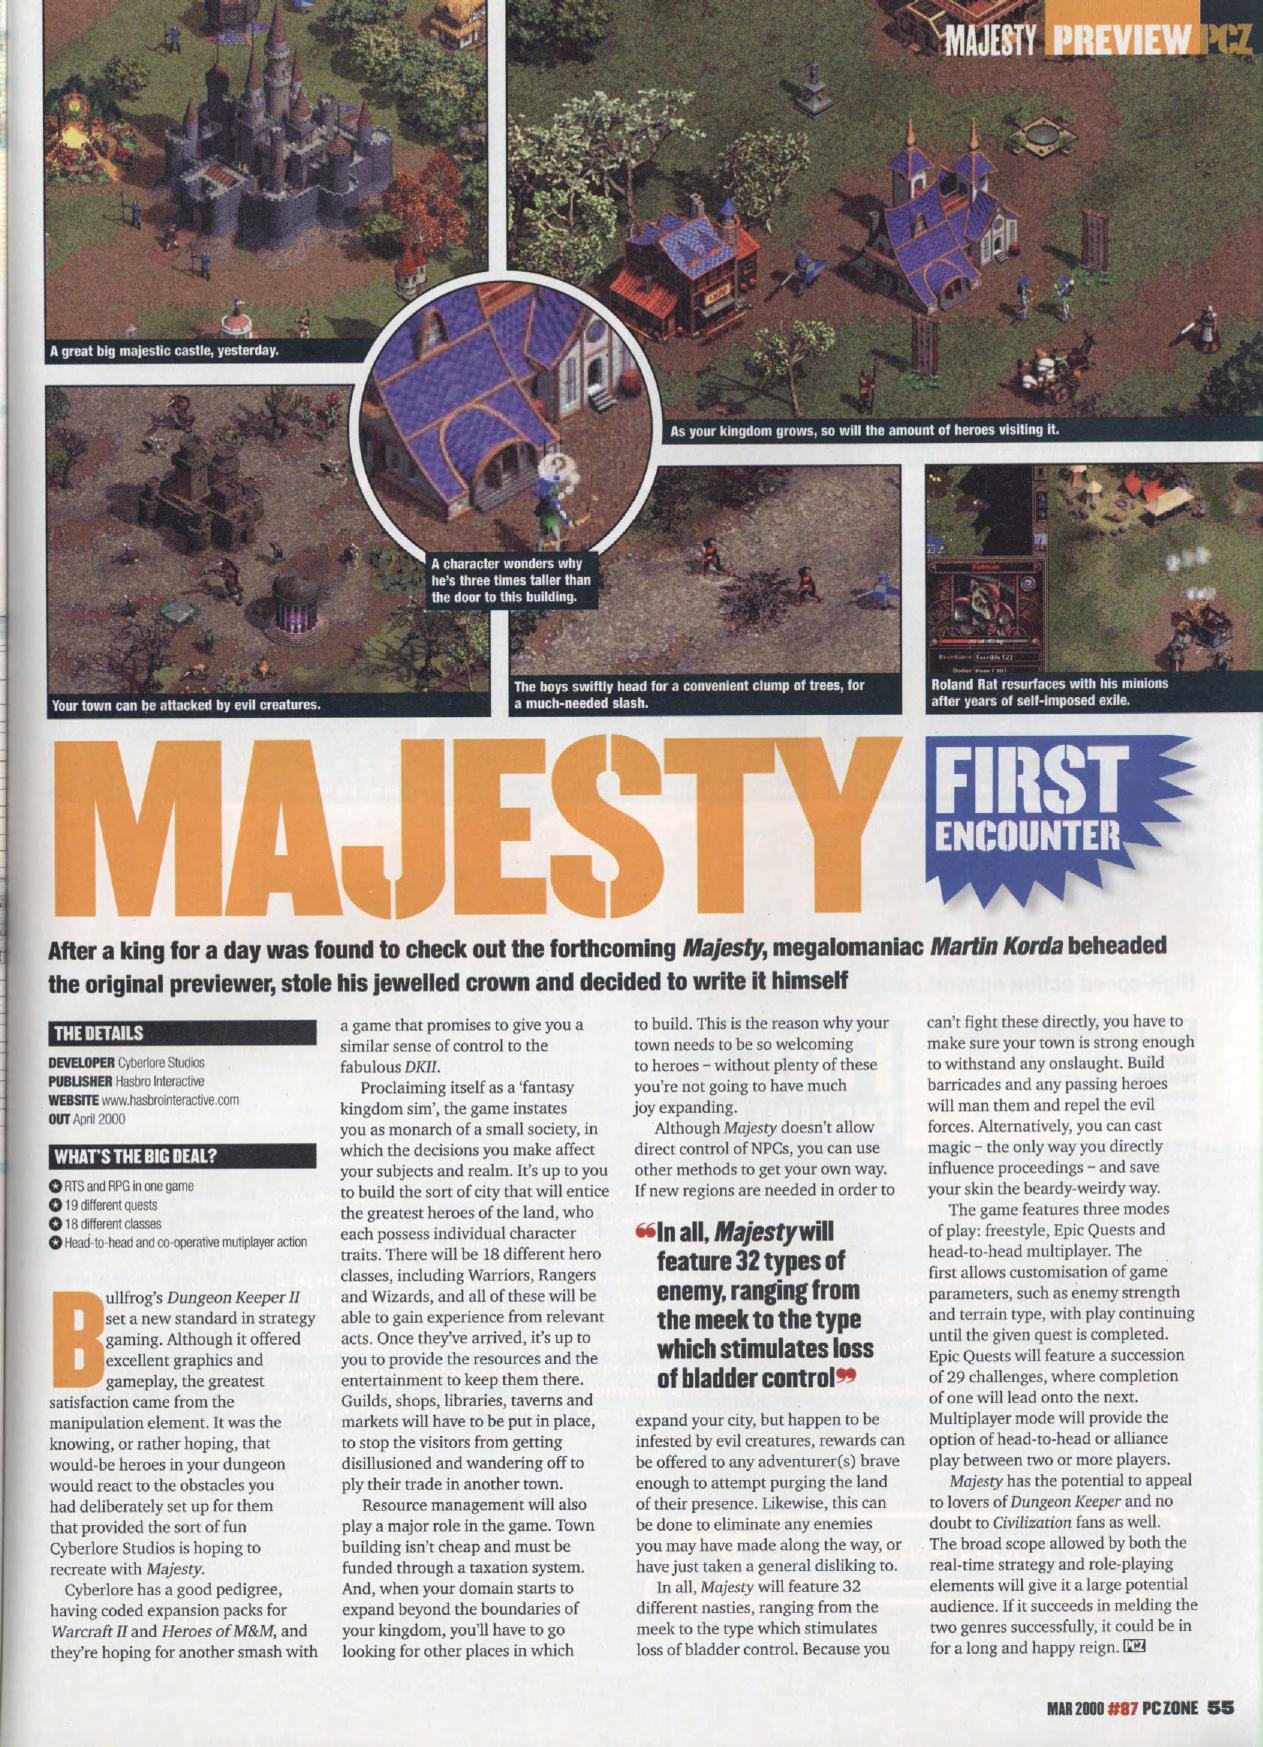 MAJESTY PREVIEW PCZ
A great big majestic castle, yesterday.
As your kingdom grows, so will the amount of heroes visiting it.
A character wonders why
he's three times taller than
the door to this building.
Your town can be attacked by evil creatures.
The boys swiftly head for a convenient clump of trees, for
a much-needed slash.
Roland Rat resurfaces with his minions
after years of self-imposed exile.
MAJESTY
FIRST
ENCOUNTER
After a king for a day was found to check out the forthcoming Majesty, megalomaniac Martin Korda beheaded
the original previewer, stole his jewelled crown and decided to write it himself
THE DETAILS
DEVELOPER Cyberlore Studios
PUBLISHER Hasbro Interactive
WEBSITE www.hasbrointeractive.com
OUT April 2000
WHAT'S THE BIG DEAL?
RTS and RPG in one game
19 different quests
18 different classes
Head-to-head and co-operative mutiplayer action
Bullfrog's Dungeon Keeper II
set a new standard in strategy
gaming. Although it offered
excellent graphics and
gameplay, the greatest
satisfaction came from the
manipulation element. It was the
knowing, or rather hoping, that
would-be heroes in your dungeon
would react to the obstacles you
had deliberately set up for them
that provided the sort of fun
Cyberlore Studios is hoping to
recreate with Majesty.
Cyberlore has a good pedigree,
having coded expansion packs for
Warcraft II and Heroes of M&M, and
they're hoping for another smash with
a game that promises to give you a
similar sense of control to the
fabulous DKII.
Proclaiming itself as a 'fantasy
kingdom sim', the game instates
you as monarch of a small society, in
which the decisions you make affect
your subjects and realm. It's up to you
to build the sort of city that will entice
the greatest heroes of the land, who
each possess individual character
traits. There will be 18 different hero
classes, including Warriors, Rangers
and Wizards, and all of these will be
able to gain experience from relevant
acts. Once they've arrived, it's up to
you to provide the resources and the
entertainment to keep them there.
Guilds, shops, libraries, taverns and
markets will have to be put in place,
to stop the visitors from getting
disillusioned and wandering off to
ply their trade in another town.
Resource management will also
play a major role in the game. Town
building isn't cheap and must be
funded through a taxation system.
And, when your domain starts to
expand beyond the boundaries of
your kingdom, you'll have to go
looking for other places in which
to build. This is the reason why your
town needs to be so welcoming
to heroes – without plenty of these
you're not going to have much
joy expanding.
Although Majesty doesn't allow
direct control of NPCs, you can use
other methods to get your own way.
If new regions are needed in order to
“In all, Majesty will
feature 32 types of
enemy, ranging from
the meek to the type
which stimulates loss
of bladder control”
expand your city, but happen to be
infested by evil creatures, rewards can
be offered to any adventurer(s) brave
enough to attempt purging the land
of their presence. Likewise, this can
be done to eliminate any enemies
you may have made along the way, or
have just taken a general disliking to.
In all, Majesty will feature 32
different nasties, ranging from the
meek to the type which stimulates
loss of bladder control. Because you
can't fight these directly, you have to
make sure your town is strong enough
to withstand any onslaught. Build
barricades and any passing heroes
will man them and repel the evil
forces. Alternatively, you can cast
magic – the only way you directly
influence proceedings – and save
your skin the beardy-weirdy way.
The game features three modes
of play: freestyle, Epic Quests and
head-to-head multiplayer. The
first allows customisation of game
parameters, such as enemy strength
and terrain type, with play continuing
until the given quest is completed.
Epic Quests will feature a succession
of 29 challenges, where completion
of one will lead onto the next.
Multiplayer mode will provide the
option of head-to-head or alliance
play between two or more players.
Majesty has the potential to appeal
to lovers of Dungeon Keeper and no
doubt to Civilization fans as well.
The broad scope allowed by both the
real-time strategy and role-playing
elements will give it a large potential
audience. If it succeeds in melding the
two genres successfully, it could be in
for a long and happy reign. PCZ
MAR 2000 #87 PC ZONE 55